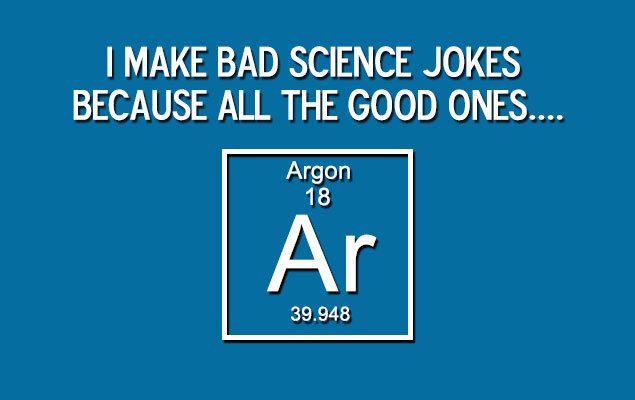 I MAKE BAD SCIENCE JOKES
BECAUSE ALL THE GOOD ONES....
Argon
18
Ar
39.948